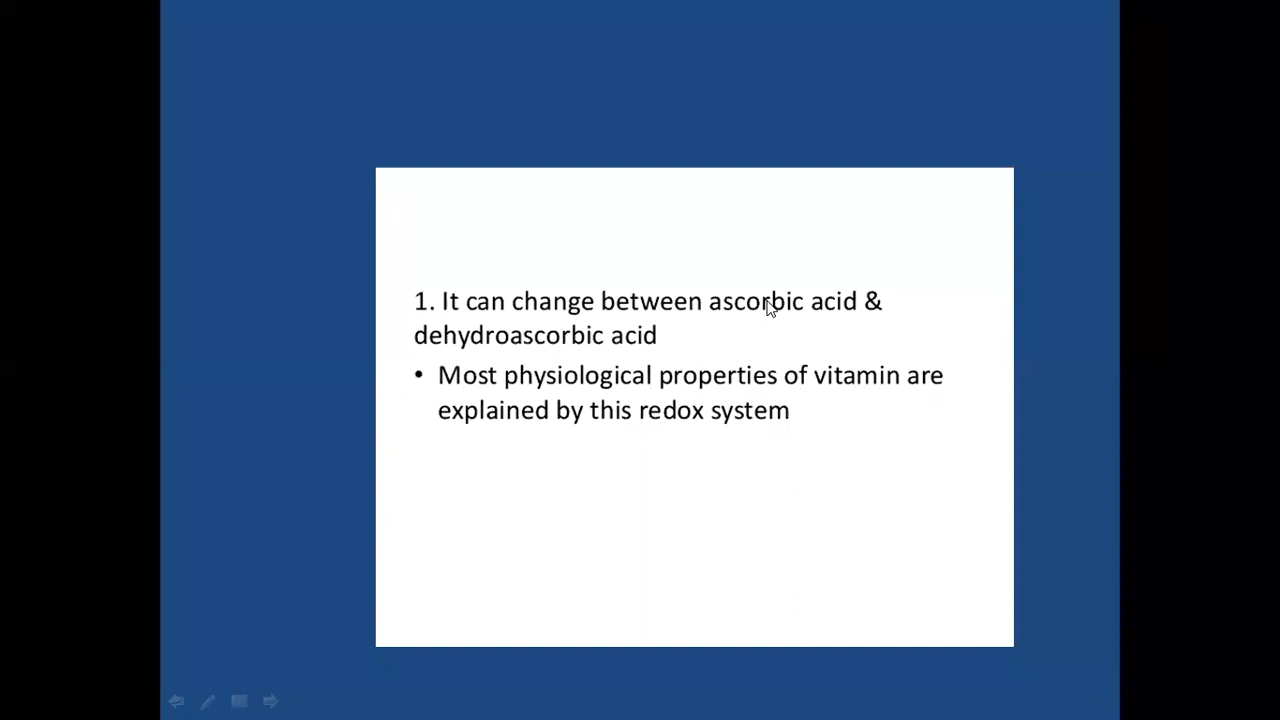 1. It can change between ascorbic acid &
dehydroascorbic acid
• Most physiological properties of vitamin are
explained by this redox system